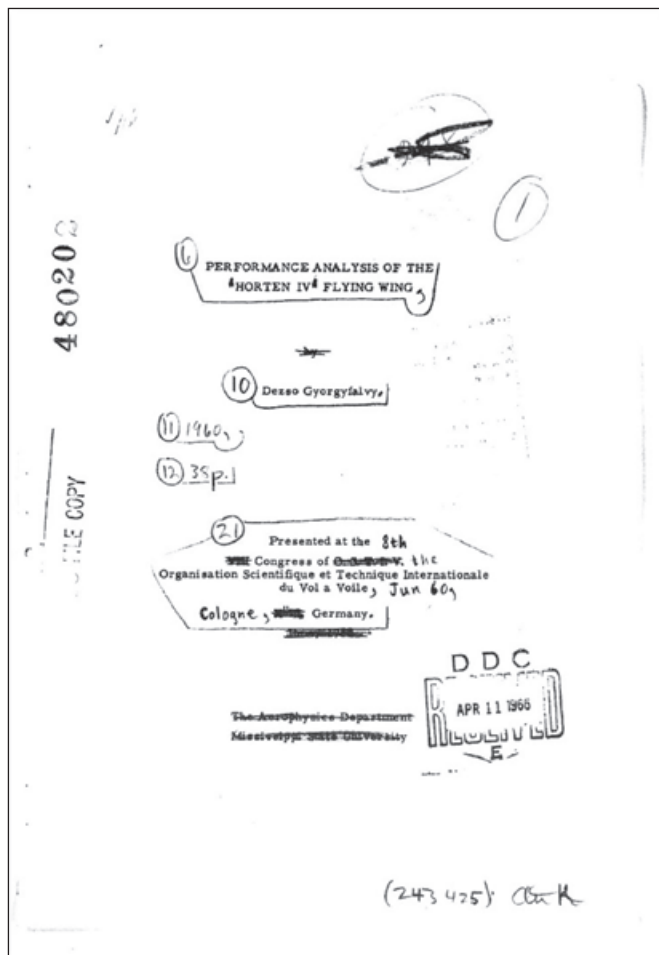 1
480202
6 PERFORMANCE ANALYSIS OF THE
"HORTEN IV" FLYING WING,
by
10 Dezso Gyorgyfalvy.
11 1960,
12 35p.
FILE COPY
21
Presented at the 8th
Congress of the
Organisation Scientifique et Technique Internationale
du Vol a Voile, Jun 60,
Cologne, Germany.
The Aerophysics Department
Mississippi State University
DDC
RECEIVED
APR 11 1966
E
(243 425)